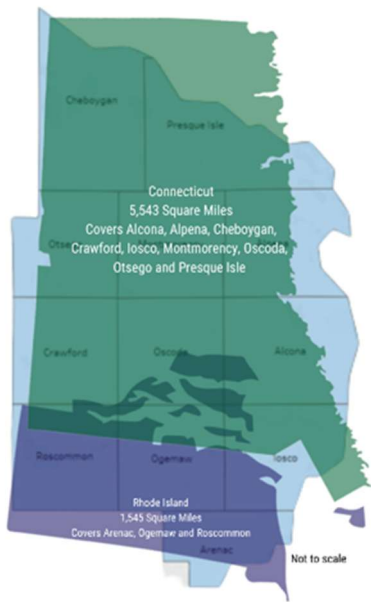 Cheboygan
Presque Isle
Connecticut
5,543 Square Miles
Covers Alcona, Alpena, Cheboygan,
Crawford, Iosco, Montmorency, Oscoda,
Otsego and Presque Isle
Crawford
Oscoda
Alcona
Roscommon
Ogemaw
Iosco
Rhode Island
1,545 Square Miles
Covers Arenac, Ogemaw and Roscommon
Arenac
Not to scale